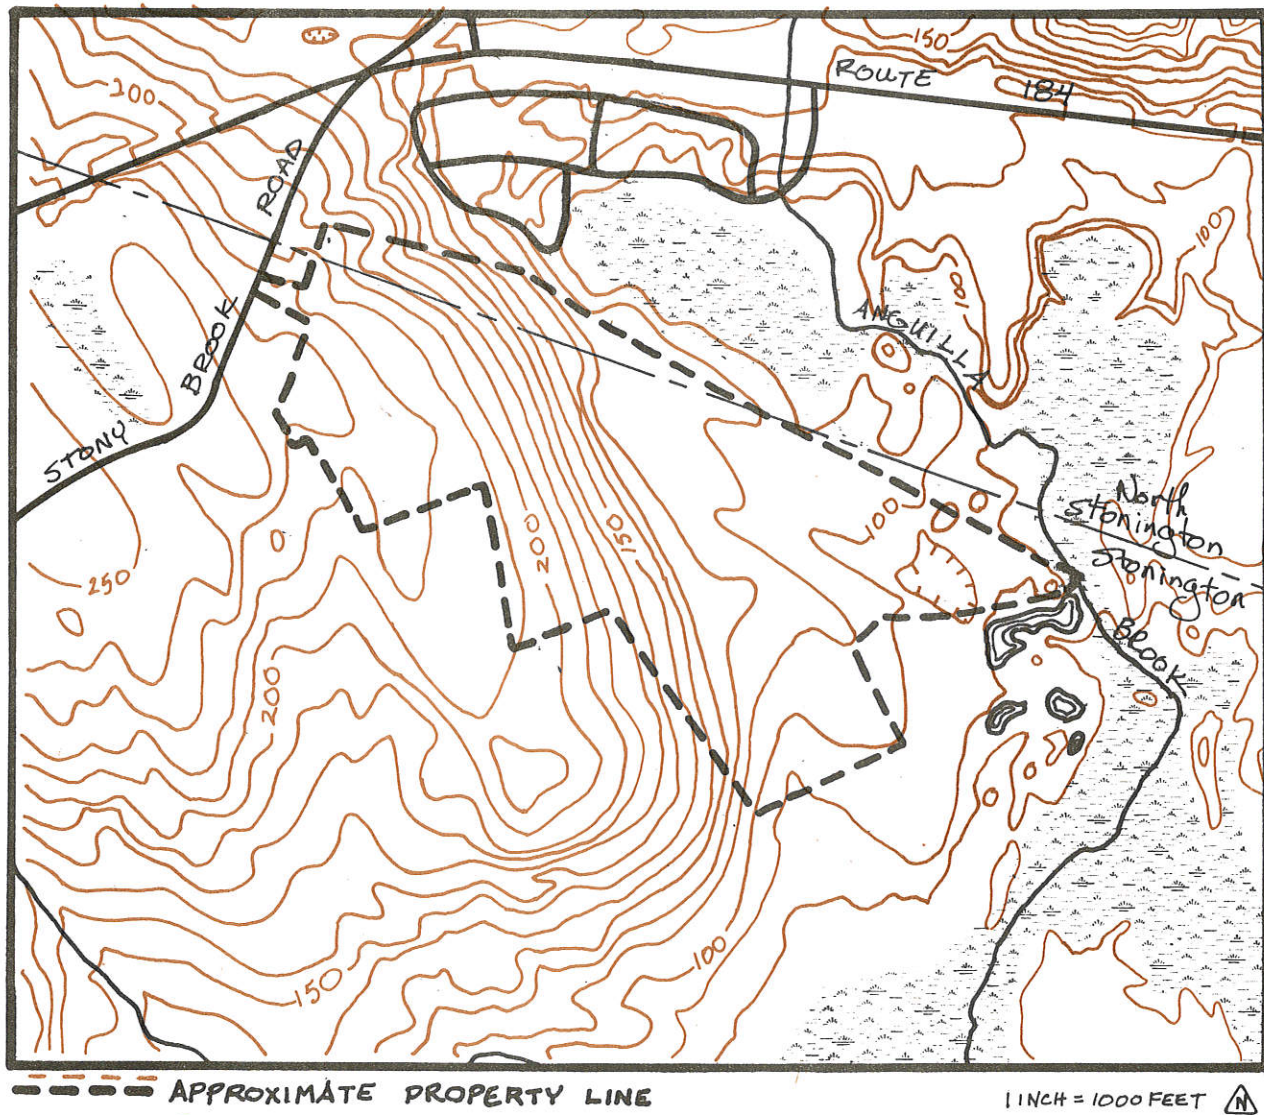 150
ROUTE 184
200
ROAD
100
BROOK
100
ANGUILLA
STONY
North
Stonington
100
200
150
Stonington
250
BROOK
200
100
150
APPROXIMATE PROPERTY LINE
1 INCH = 1000 FEET N